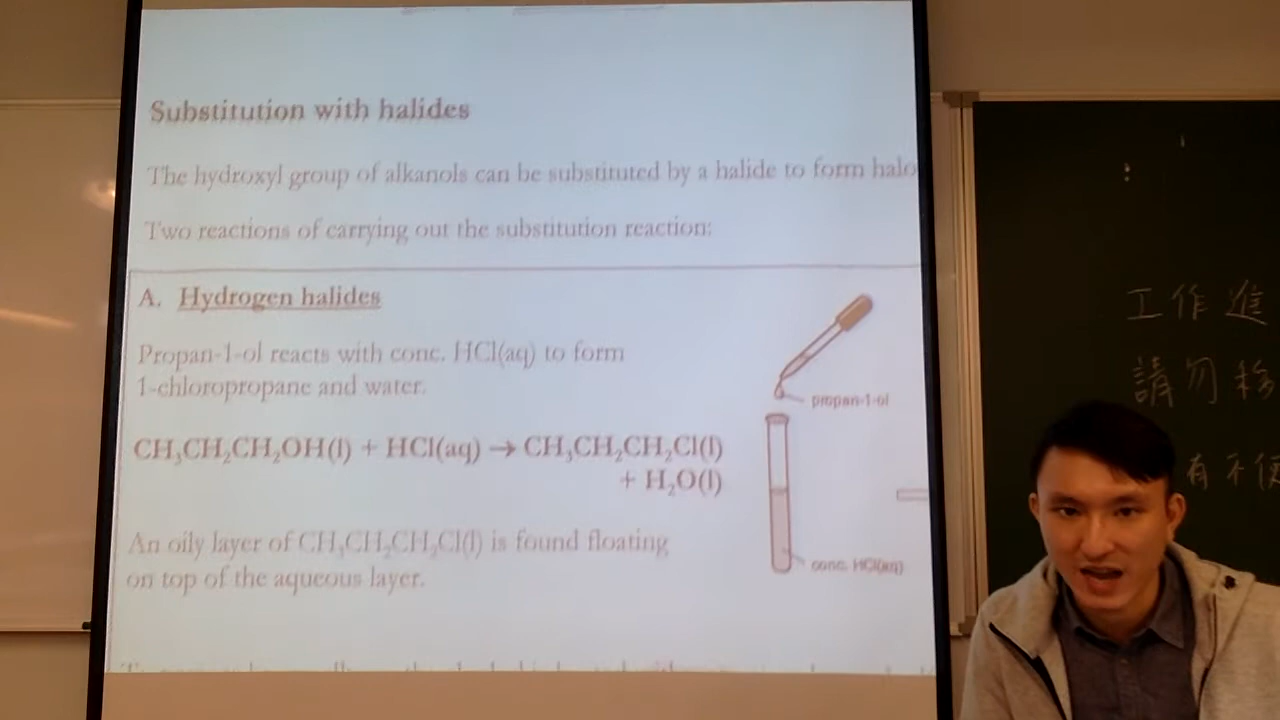 Substitution with halides
The hydroxyl group of alkanols can be substituted by a halide to form halo
Two reactions of carrying out the substitution reaction:
A. Hydrogen halides
Propan-1-ol reacts with conc. HCl(aq) to form
1-chloropropane and water.
CH₃CH₂CH₂OH(l) + HCl(aq) → CH₃CH₂CH₂Cl(l)
+ H₂O(l)
An oily layer of CH₃CH₂CH₂Cl(l) is found floating
on top of the aqueous layer.
propan-1-ol
conc. HCl(aq)
工作進
請勿
有不便